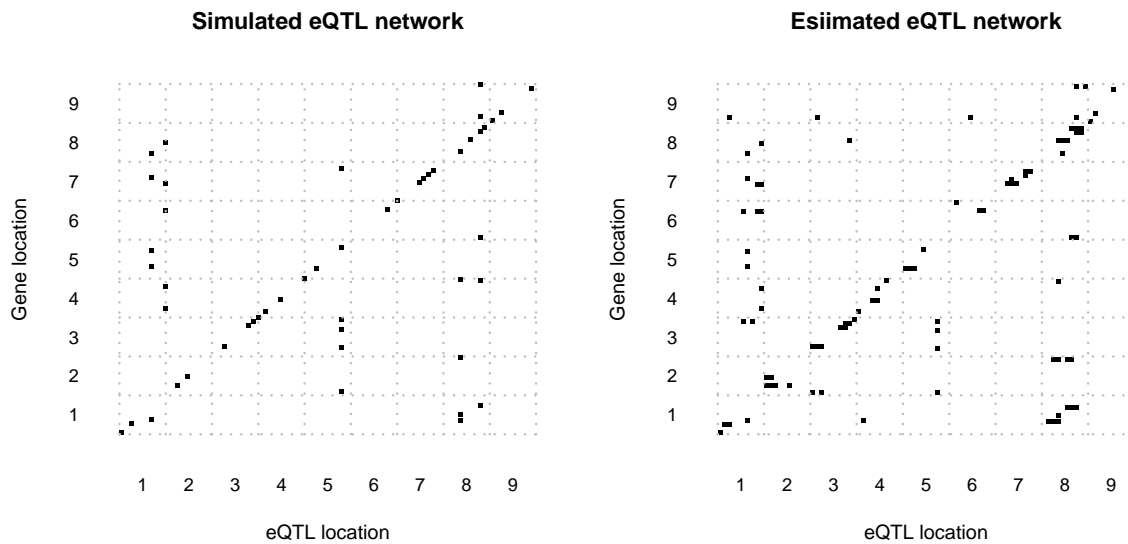 Simulated eQTL network
Gene location
9
8
7
6
5
4
3
2
1
1 2 3 4 5 6 7 8 9
eQTL location
Esiimated eQTL network
Gene location
9
8
7
6
5
4
3
2
1
1 2 3 4 5 6 7 8 9
eQTL location